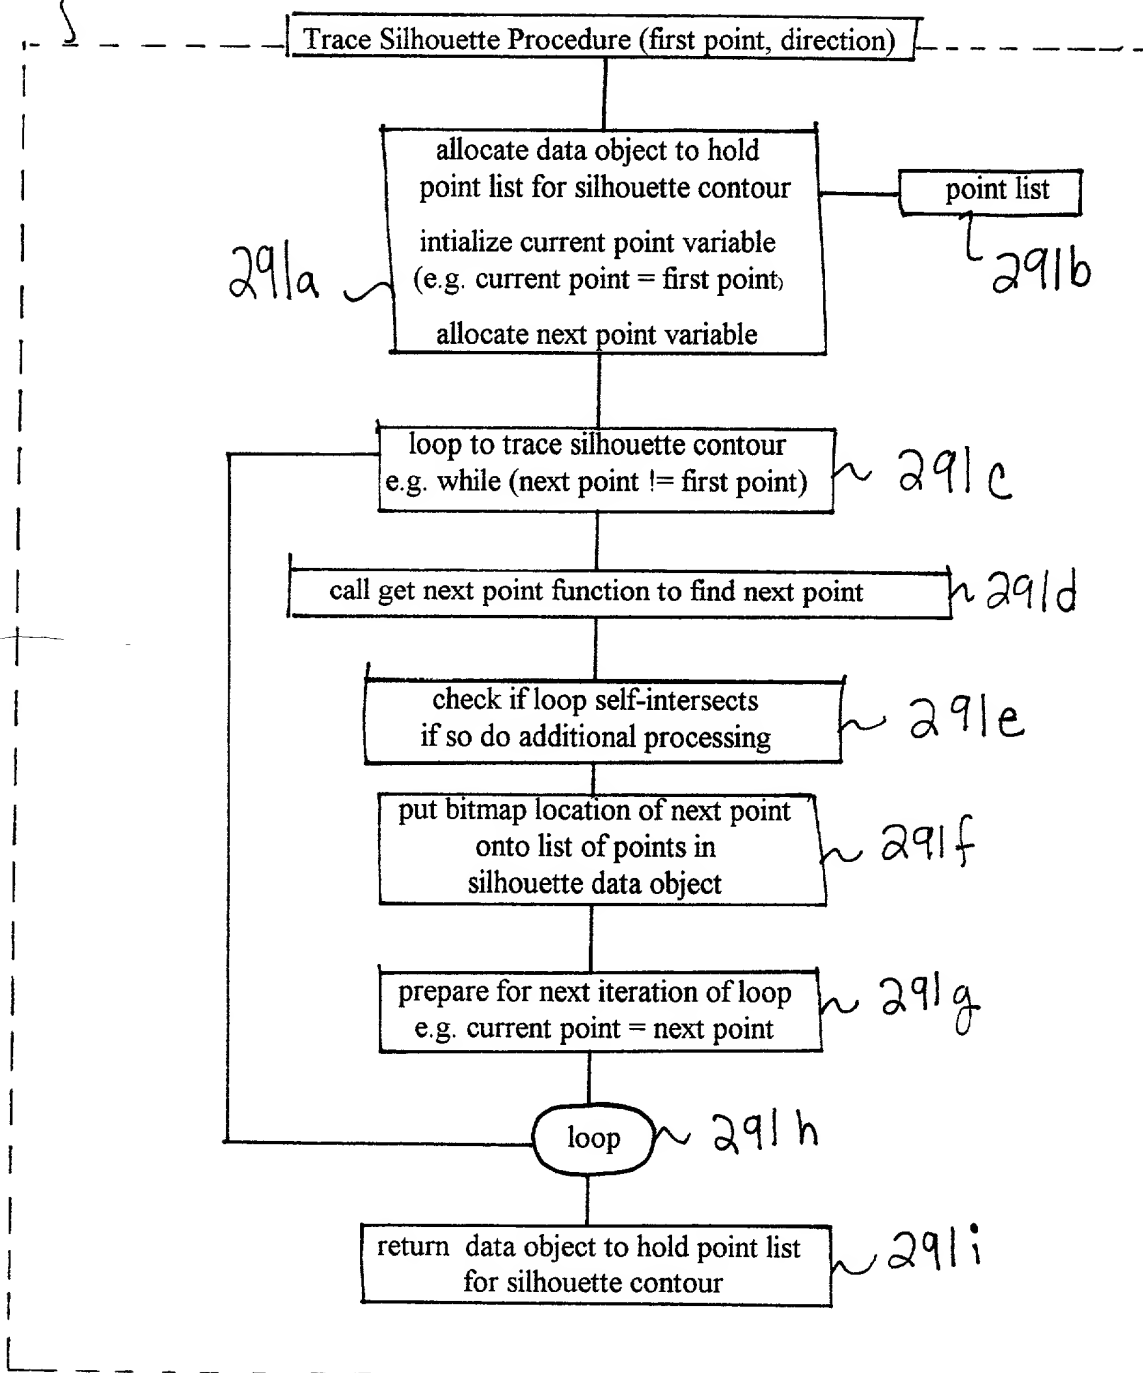 Trace Silhouette Procedure (first point, direction)
allocate data object to hold
point list for silhouette contour
intialize current point variable
(e.g. current point = first point)
allocate next point variable
291a
point list
291b
loop to trace silhouette contour
e.g. while (next point != first point)
291c
call get next point function to find next point
291d
check if loop self-intersects
if so do additional processing
291e
put bitmap location of next point
onto list of points in
silhouette data object
291f
prepare for next iteration of loop
e.g. current point = next point
291g
loop
291h
return data object to hold point list
for silhouette contour
291i